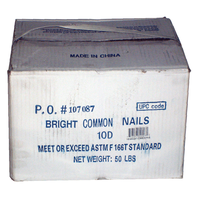 MADE IN CHINA
UPC code
P.O.#107087
BRIGHT COMMON NAILS
10D
MEET OR EXCEED ASTM F 1667 STANDARD
NET WEIGHT: 50 LBS